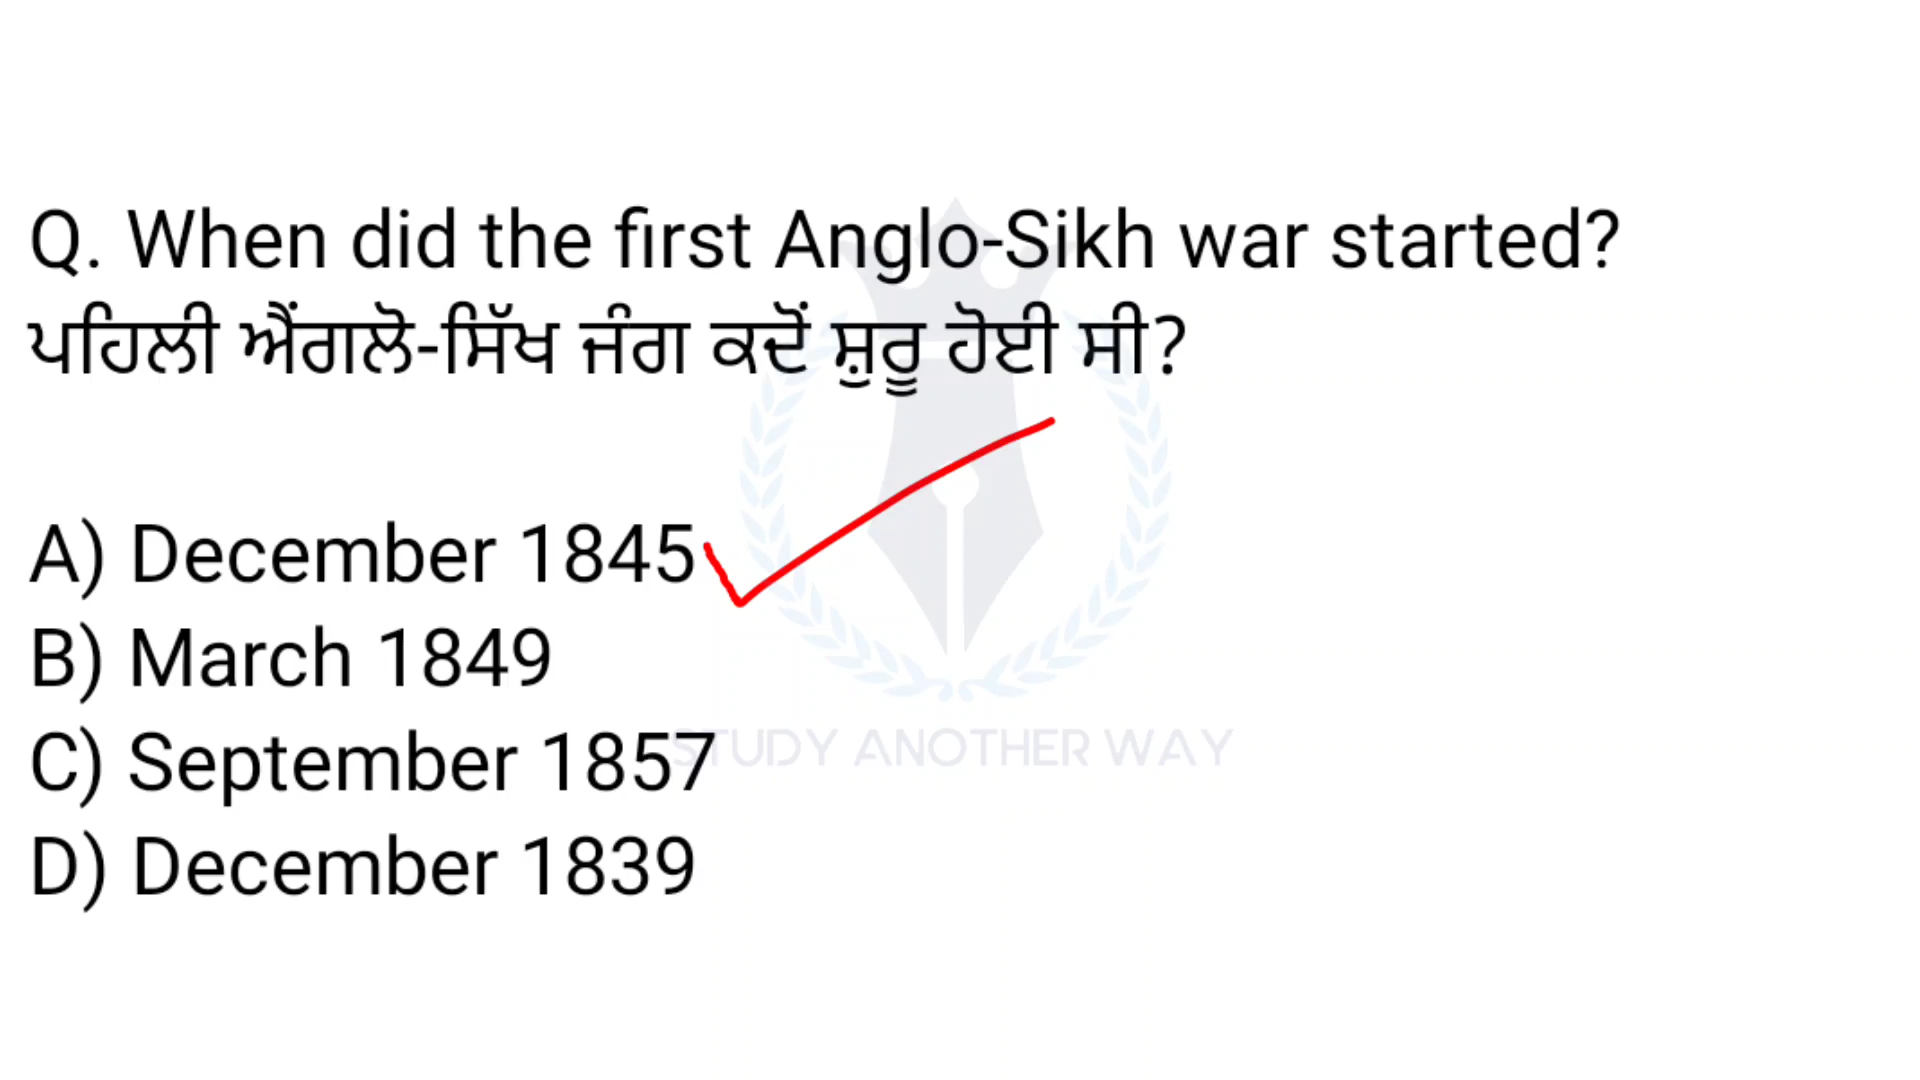 Q. When did the first Anglo-Sikh war started?
ਪਹਿਲੀ ਐਂਗਲੋ-ਸਿੱਖ ਜੰਗ ਕਦੋਂ ਸ਼ੁਰੂ ਹੋਈ ਸੀ?
A) December 1845
B) March 1849
C) September 1857
STUDY ANOTHER WAY
D) December 1839